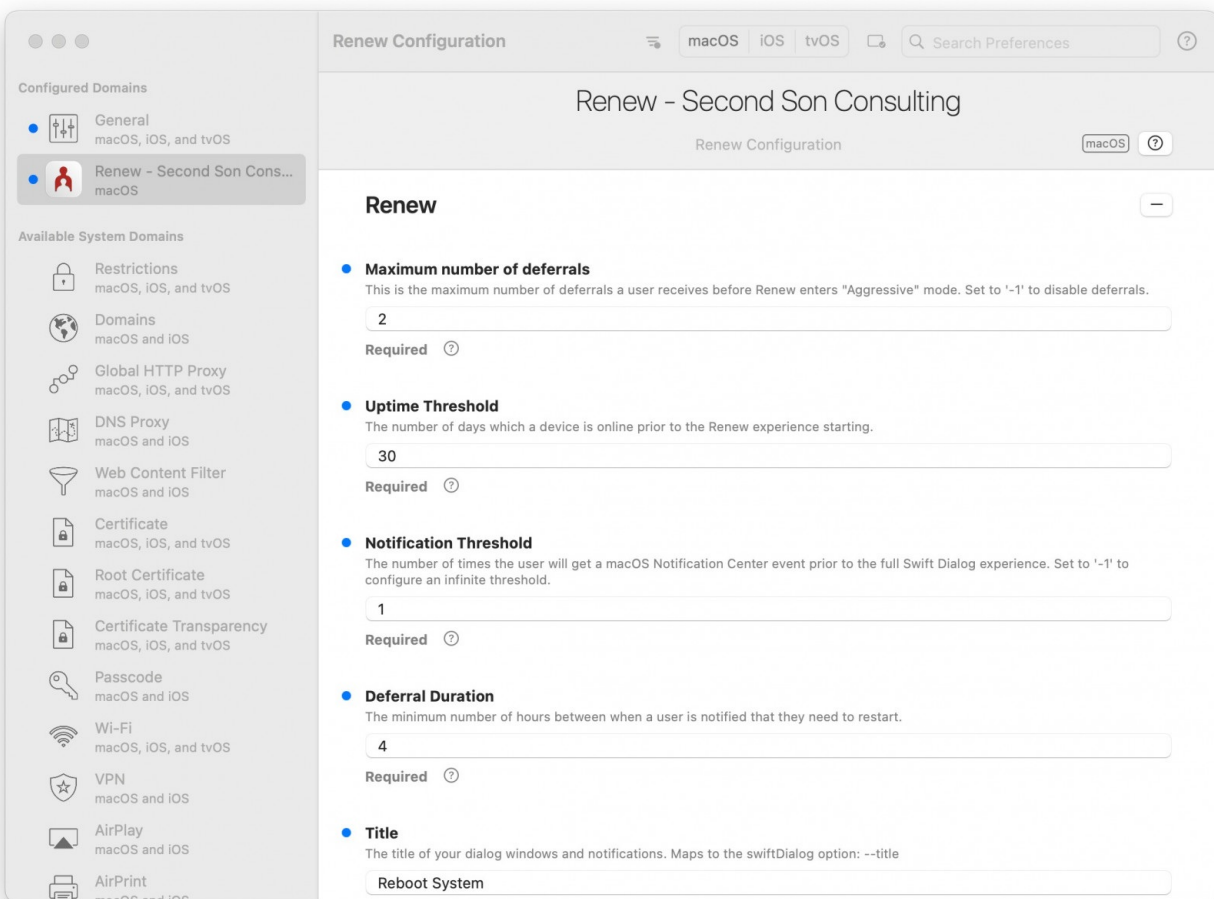 Renew Configuration
macOS
iOS
tvOS
Search Preferences
Configured Domains
General
macOS, iOS, and tvOS
Renew - Second Son Cons...
macOS
Available System Domains
Restrictions
macOS, iOS, and tvOS
Domains
macOS and iOS
Global HTTP Proxy
macOS, iOS, and tvOS
DNS Proxy
macOS and iOS
Web Content Filter
macOS and iOS
Certificate
macOS, iOS, and tvOS
Root Certificate
macOS, iOS, and tvOS
Certificate Transparency
macOS, iOS, and tvOS
Passcode
macOS and iOS
Wi-Fi
macOS, iOS, and tvOS
VPN
macOS and iOS
AirPlay
macOS and iOS
AirPrint
macOS and iOS
Renew - Second Son Consulting
Renew Configuration
macOS
Renew
Maximum number of deferrals
This is the maximum number of deferrals a user receives before Renew enters "Aggressive" mode. Set to '-1' to disable deferrals.
2
Required
Uptime Threshold
The number of days which a device is online prior to the Renew experience starting.
30
Required
Notification Threshold
The number of times the user will get a macOS Notification Center event prior to the full Swift Dialog experience. Set to '-1' to
configure an infinite threshold.
1
Required
Deferral Duration
The minimum number of hours between when a user is notified that they need to restart.
4
Required
Title
The title of your dialog windows and notifications. Maps to the swiftDialog option: --title
Reboot System